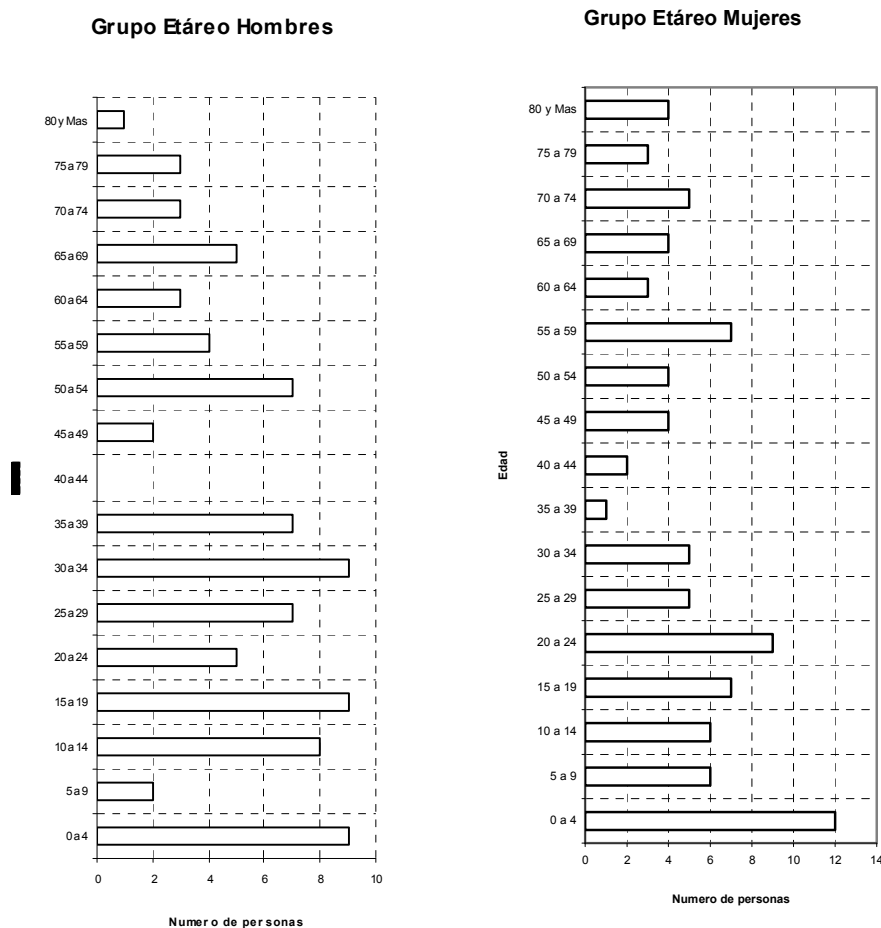 Grupo Etáreo Hombres
80 y Mas
75 a 79
70 a 74
65 a 69
60 a 64
55 a 59
50 a 54
45 a 49
40 a 44
35 a 39
30 a 34
25 a 29
20 a 24
15 a 19
10 a 14
5 a 9
0 a 4
0 2 4 6 8 10
Numero de personas
Grupo Etáreo Mujeres
Edad
80 y Mas
75 a 79
70 a 74
65 a 69
60 a 64
55 a 59
50 a 54
45 a 49
40 a 44
35 a 39
30 a 34
25 a 29
20 a 24
15 a 19
10 a 14
5 a 9
0 a 4
0 2 4 6 8 10 12 14
Numero de personas